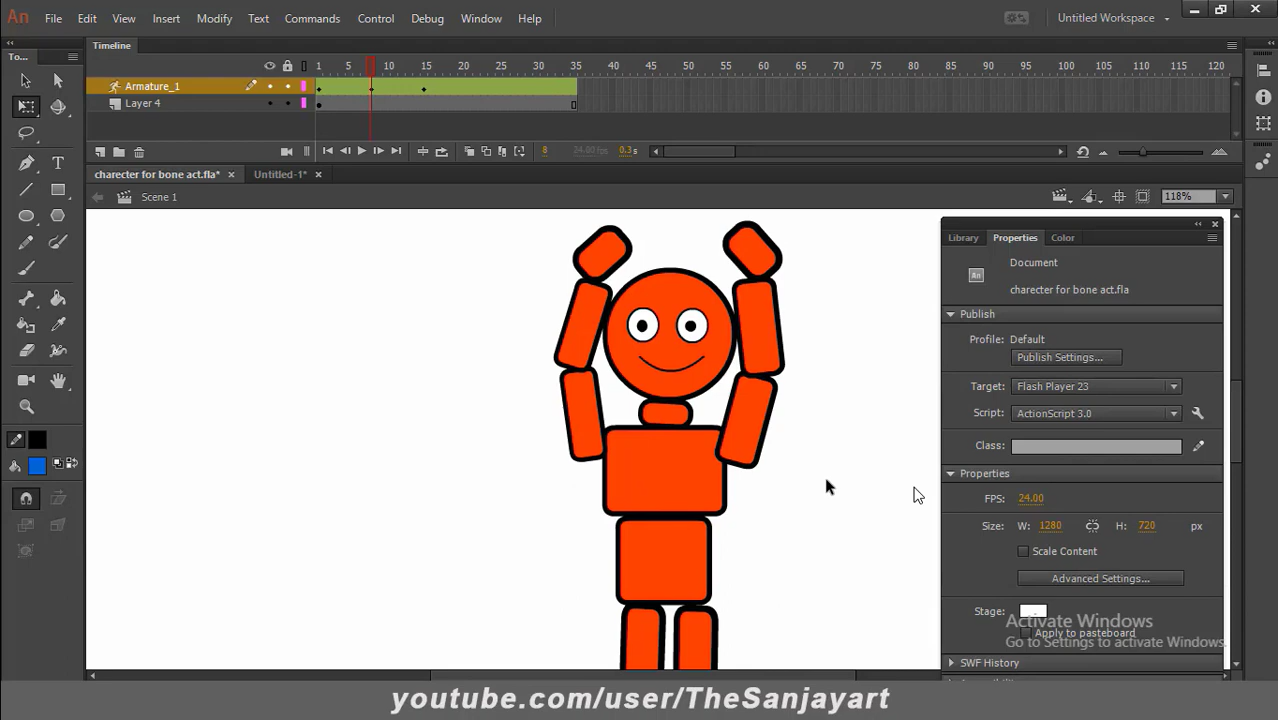 An File Edit View Insert Modify Text Commands Control Debug Window Help Untitled Workspace
Timeline
1 5 10 15 20 25 30 35 40 45 50 55 60 65 70 75 80 85 90 95 100 105 110 115 120
Armature_1
Layer 4
8 24.00 fps 0.3 s
To...
charecter for bone act.fla* Untitled-1*
Scene 1 118%
Library Properties Color
Document
An
charecter for bone act.fla
Publish
Profile: Default
Publish Settings...
Target: Flash Player 23
Script: ActionScript 3.0
Class:
Properties
FPS: 24.00
Size: W: 1280 H: 720 px
Scale Content
Advanced Settings...
Stage:
Apply to pasteboard
Activate Windows
Go to Settings to activate Windows.
SWF History
youtube.com/user/TheSanjayart